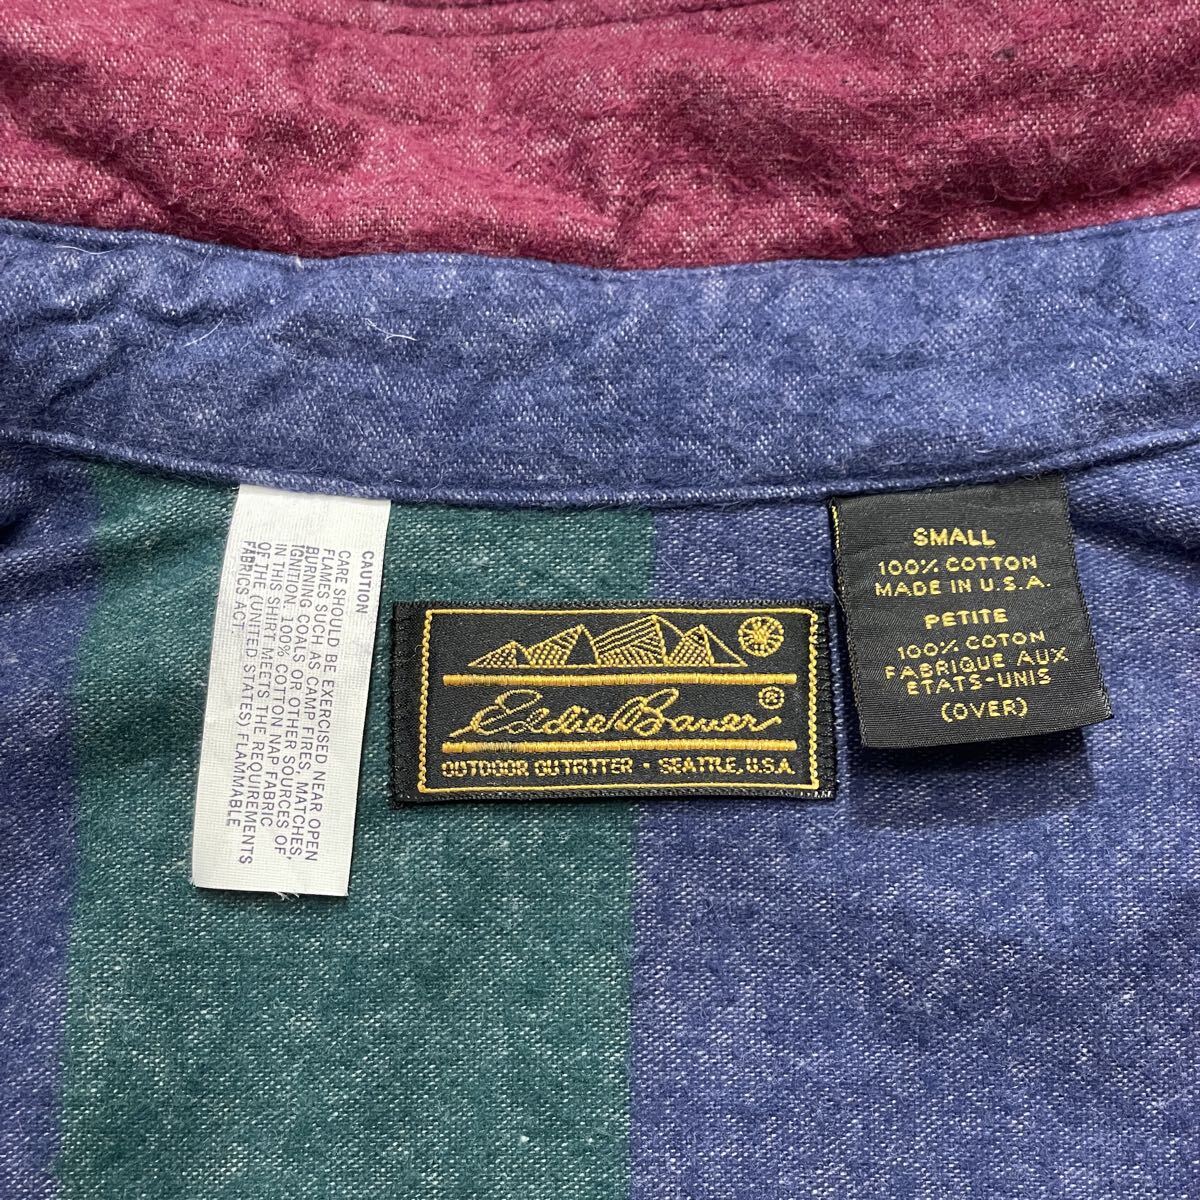 CAUTION
CARE SHOULD BE EXERCISED NEAR OPEN
FLAMES SUCH AS CAMP FIRES, MATCHES,
BURNING COALS OR OTHER SOURCES OF
IGNITION. 100% COTTON NAP FABRIC
IN THIS SHIRT MEETS THE REQUIREMENTS
OF THE (UNITED STATES) FLAMMABLE
FABRICS ACT.
Eddie Bauer ®
OUTDOOR OUTFITTER • SEATTLE, U.S.A.
SMALL
100% COTTON
MADE IN U.S.A.
PETITE
100% COTON
FABRIQUE AUX
ETATS-UNIS
(OVER)